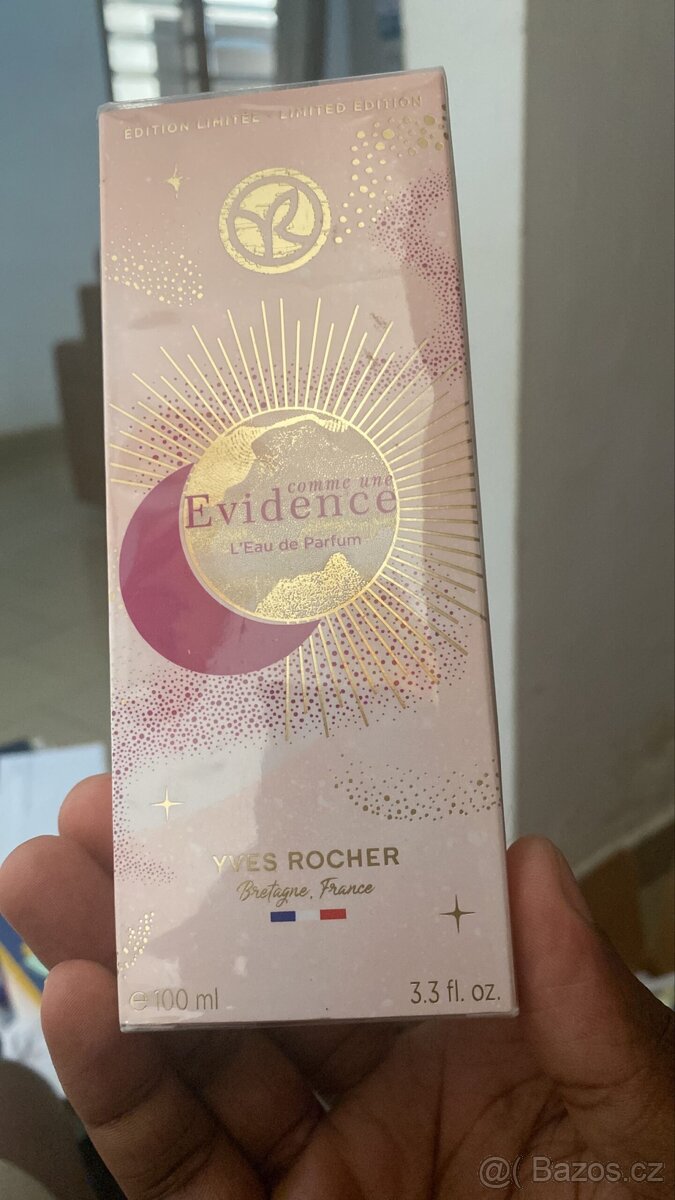 ÉDITION LIMITÉE - LIMITED EDITION
YR
comme une
Evidence
L'Eau de Parfum
YVES ROCHER
Bretagne, France
℮ 100 ml
3.3 fl. oz.
@( Bazos.cz